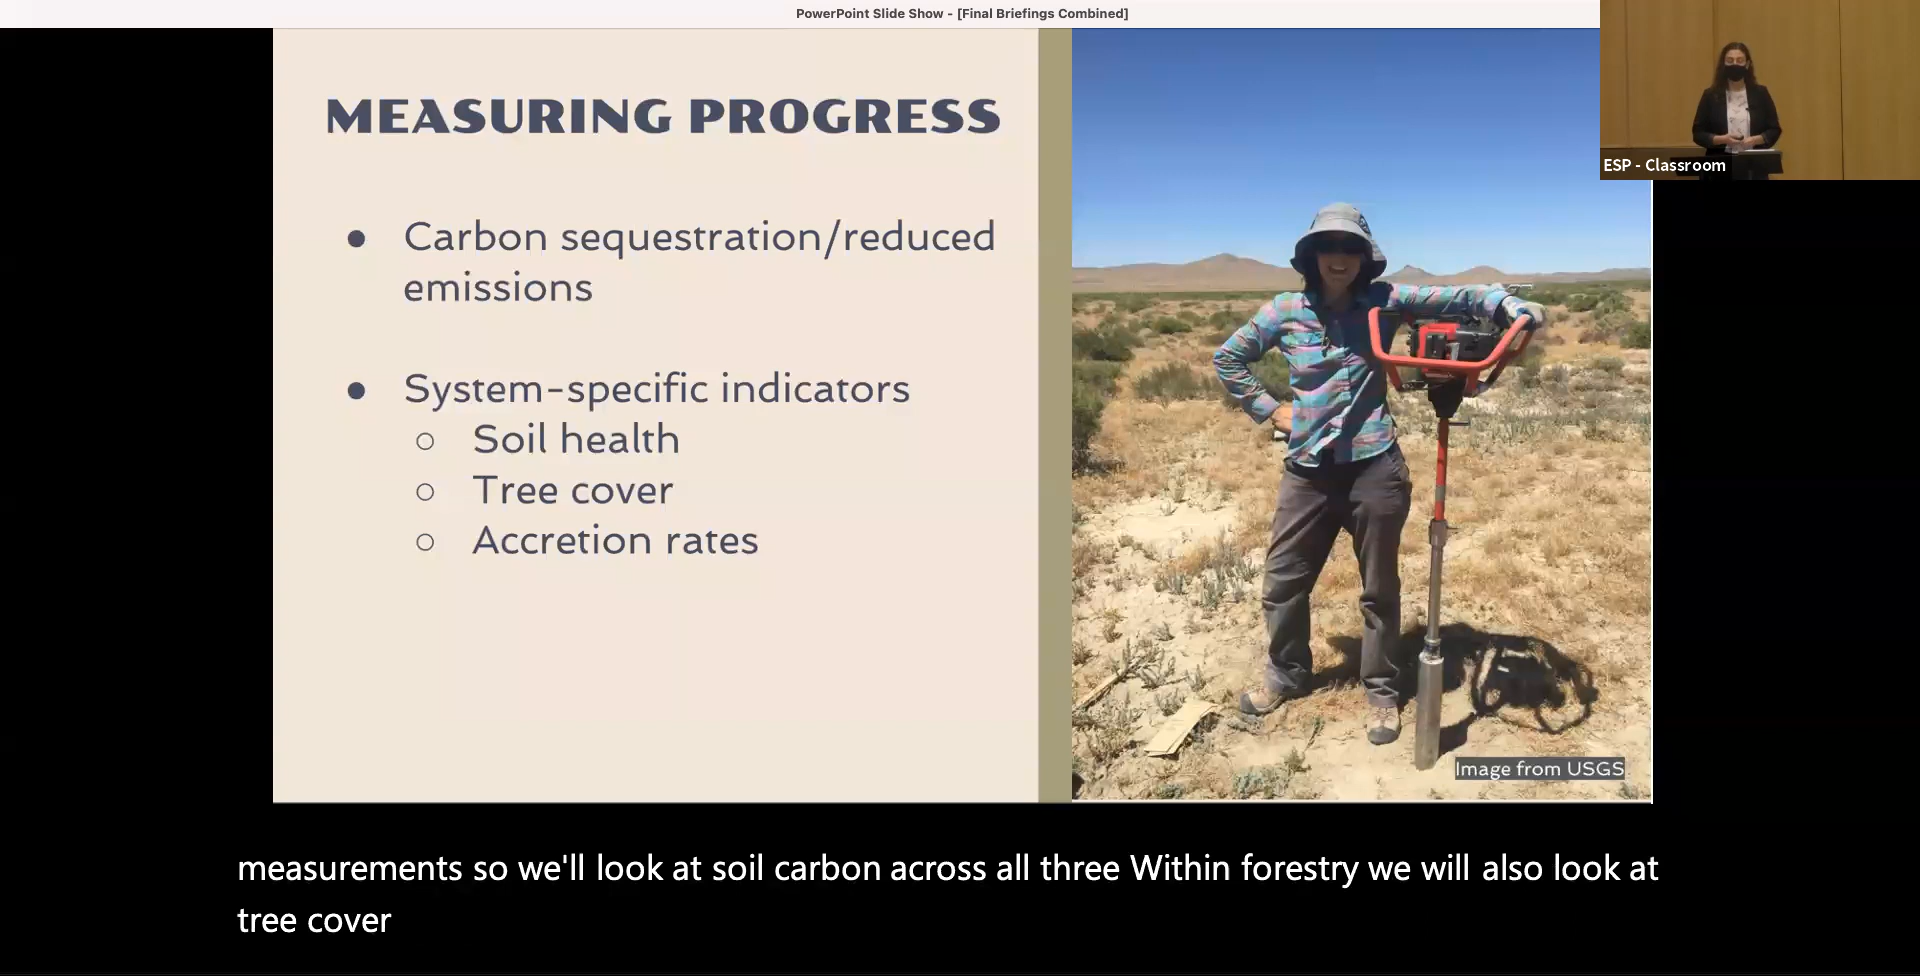 PowerPoint Slide Show - [Final Briefings Combined]
ESP - Classroom
MEASURING PROGRESS
● Carbon sequestration/reduced
emissions
● System-specific indicators
○ Soil health
○ Tree cover
○ Accretion rates
Image from USGS
measurements so we'll look at soil carbon across all three Within forestry we will also look at
tree cover